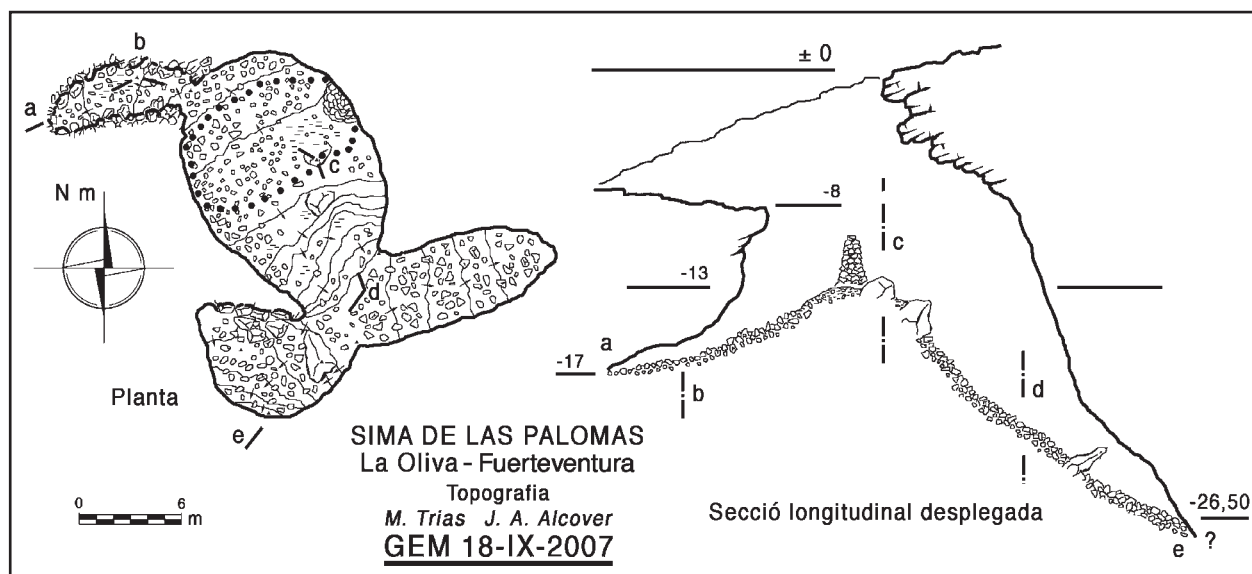 b
a
c
N m
d
Planta
e
0 6
m
SIMA DE LAS PALOMAS
La Oliva - Fuerteventura
Topografia
M. Trias J. A. Alcover
GEM 18-IX-2007
± 0
-8
c
-13
a
-17
b
d
Secció longitudinal desplegada
-26,50
e ?